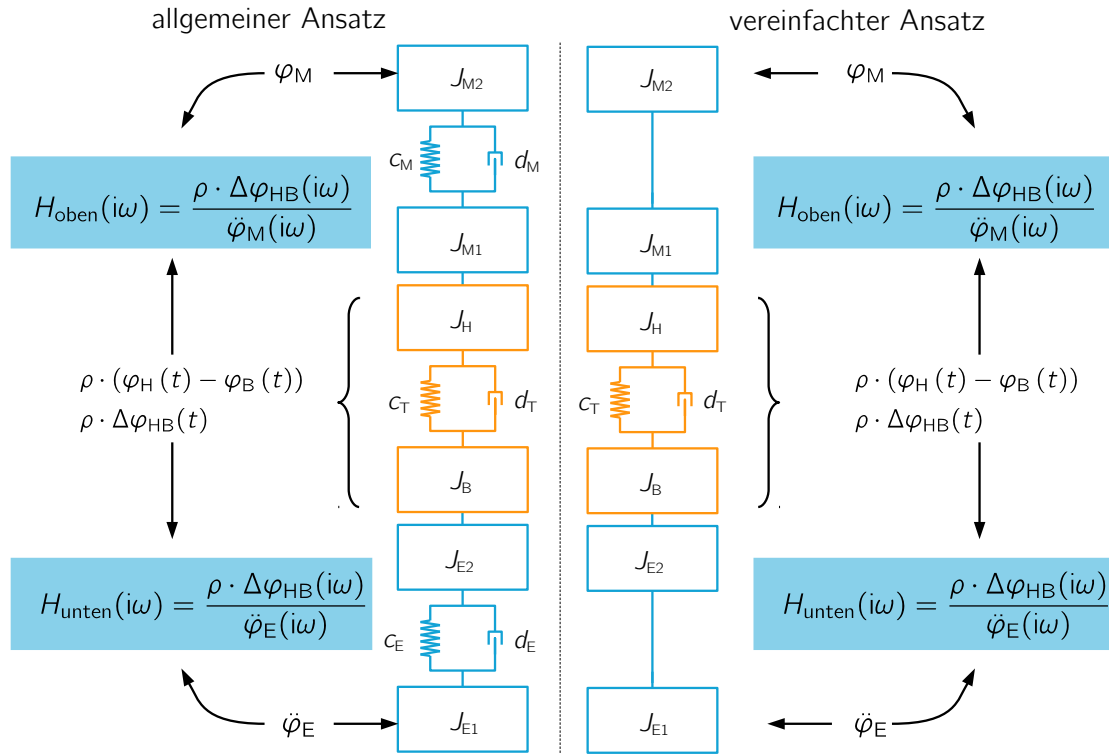 allgemeiner Ansatz
φ_M
J_M2
c_M
d_M
H_oben(iω) = ρ · Δφ_HB(iω) / φ̈_M(iω)
J_M1
J_H
ρ · (φ_H (t) − φ_B (t))
ρ · Δφ_HB(t)
c_T
d_T
J_B
J_E2
H_unten(iω) = ρ · Δφ_HB(iω) / φ̈_E(iω)
c_E
d_E
φ̈_E
J_E1
vereinfachter Ansatz
J_M2
φ_M
H_oben(iω) = ρ · Δφ_HB(iω) / φ̈_M(iω)
J_M1
J_H
c_T
d_T
ρ · (φ_H (t) − φ_B (t))
ρ · Δφ_HB(t)
J_B
J_E2
H_unten(iω) = ρ · Δφ_HB(iω) / φ̈_E(iω)
J_E1
φ̈_E